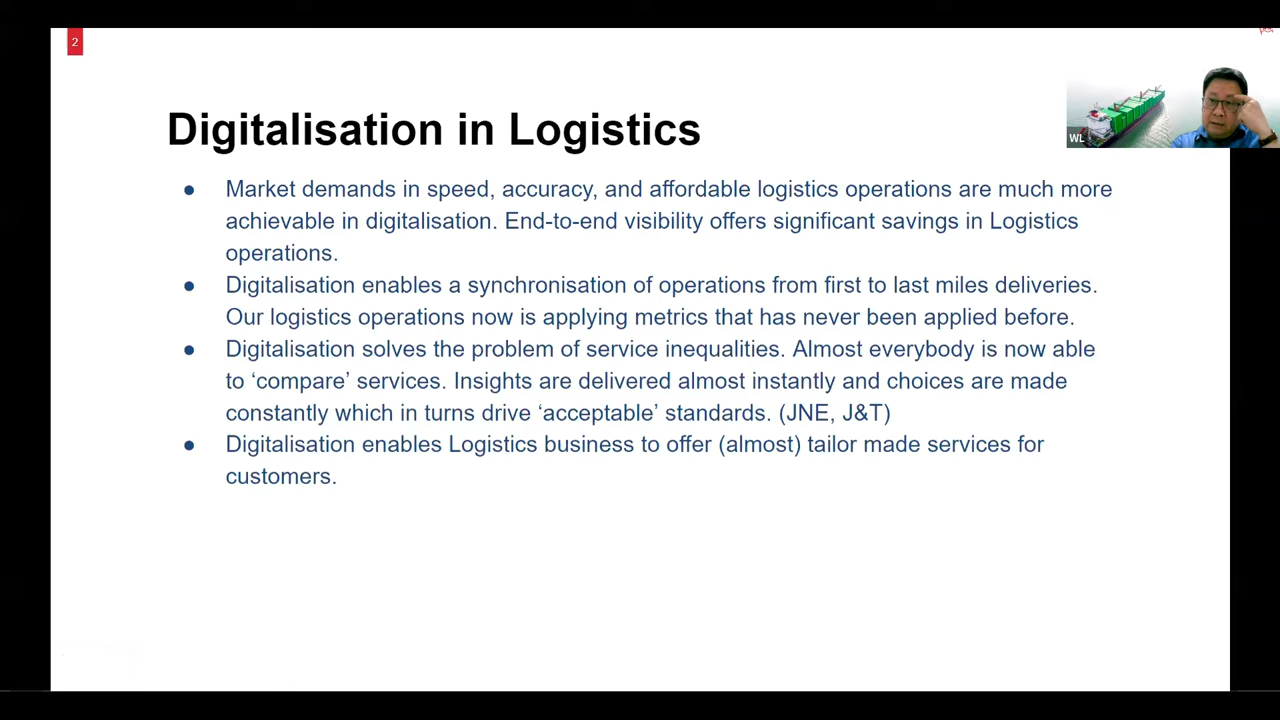 2
Digitalisation in Logistics
WL
● Market demands in speed, accuracy, and affordable logistics operations are much more
achievable in digitalisation. End-to-end visibility offers significant savings in Logistics
operations.
● Digitalisation enables a synchronisation of operations from first to last miles deliveries.
Our logistics operations now is applying metrics that has never been applied before.
● Digitalisation solves the problem of service inequalities. Almost everybody is now able
to ‘compare’ services. Insights are delivered almost instantly and choices are made
constantly which in turns drive ‘acceptable’ standards. (JNE, J&T)
● Digitalisation enables Logistics business to offer (almost) tailor made services for
customers.